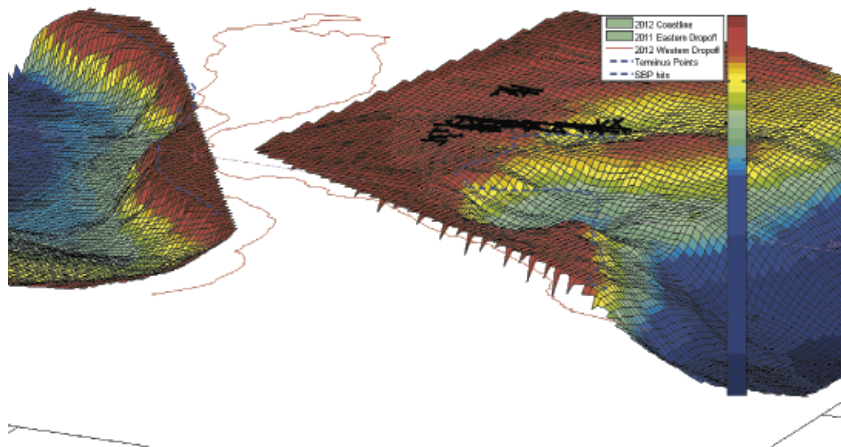 2012 Coastline
2011 Eastern Dropoff
2012 Western Dropoff
Terminus Points
SBP hits